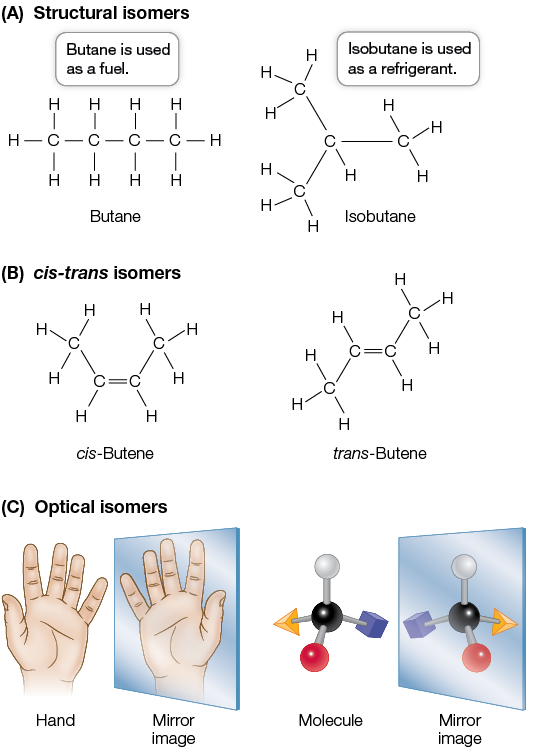 (A) Structural isomers
Butane is used
as a fuel.
Isobutane is used
as a refrigerant.
H H H H
H C C C C H
H H H H
Butane
H H
C
H
H
C C H
H H H
H
C
H H
Isobutane
(B) cis-trans isomers
H H
H C C H
H H
C C
H H
cis-Butene
H
H
C
H
C C H
H
C H
H
H
trans-Butene
(C) Optical isomers
Hand
Mirror
image
Molecule
Mirror
image